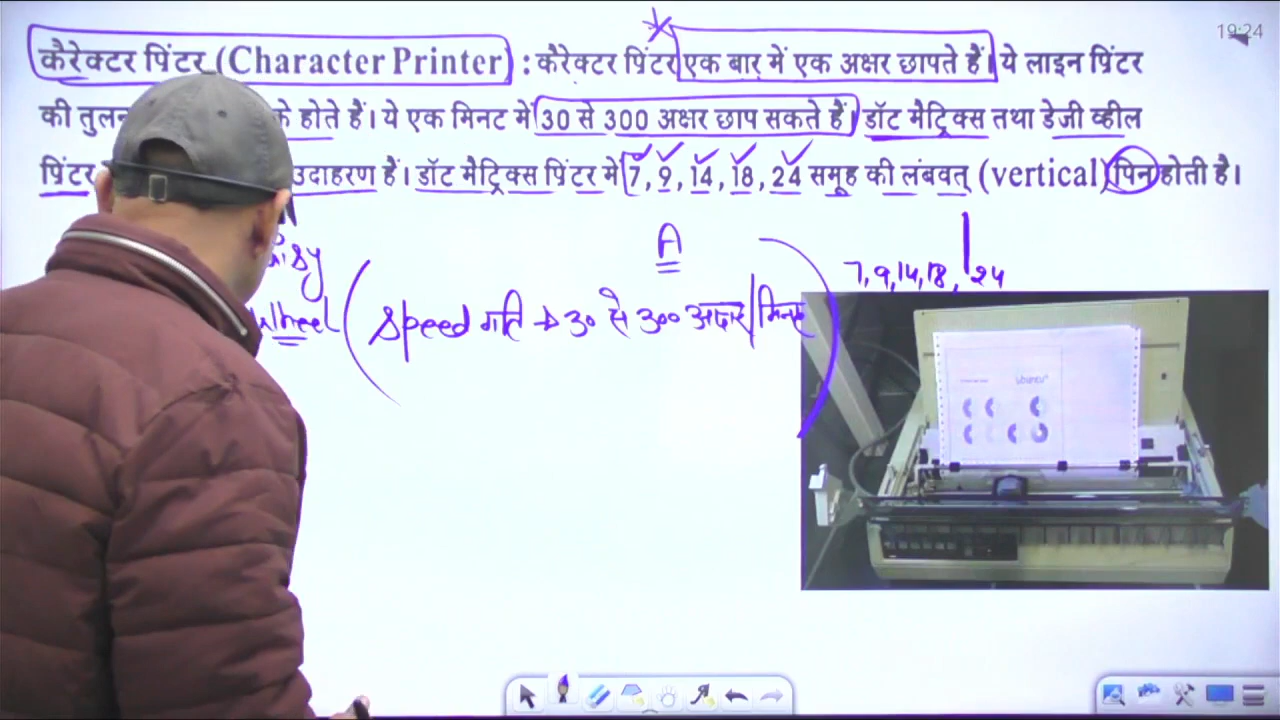 19:24
कैरेक्टर प्रिंटर (Character Printer) : कैरेक्टर प्रिंटर एक बार में एक अक्षर छापते हैं। ये लाइन प्रिंटर
की होते हैं। ये एक मिनट में 30 से 300 अक्षर छाप सकते हैं। डॉट मैट्रिक्स तथा डेजी व्हील
प्रिंटर उदाहरण हैं। डॉट मैट्रिक्स प्रिंटर में 7, 9, 14, 18, 24 समूह की लंबवत् (vertical) पिन होती है।
A
7, 9, 14, 18, 24
wheel
Speed गति → 30 से 300 अक्षर/मिनट